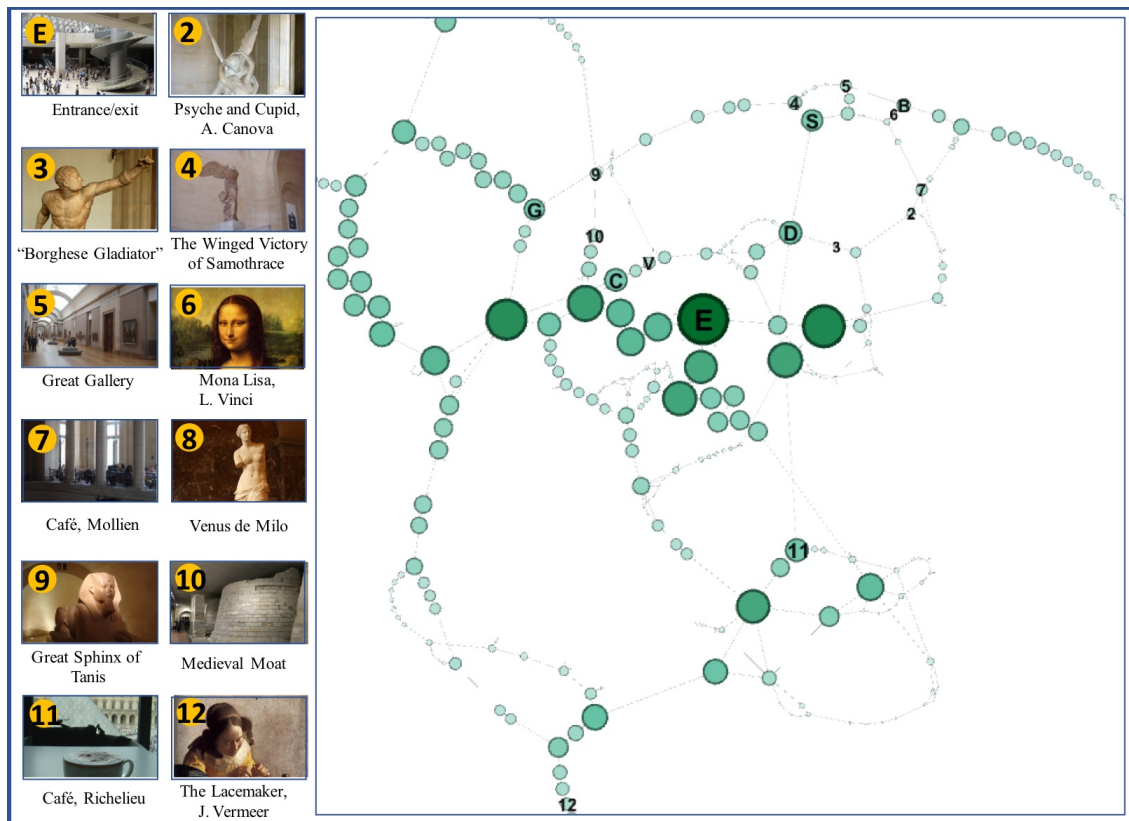 E
Entrance/exit
2
Psyche and Cupid,
A. Canova
3
“Borghese Gladiator”
4
The Winged Victory
of Samothrace
5
Great Gallery
6
Mona Lisa,
L. Vinci
7
Café, Mollien
8
Venus de Milo
9
Great Sphinx of
Tanis
10
Medieval Moat
11
Café, Richelieu
12
The Lacemaker,
J. Vermeer
5
4
B
S
6
9
7
G
2
10
D
3
V
C
E
11
12